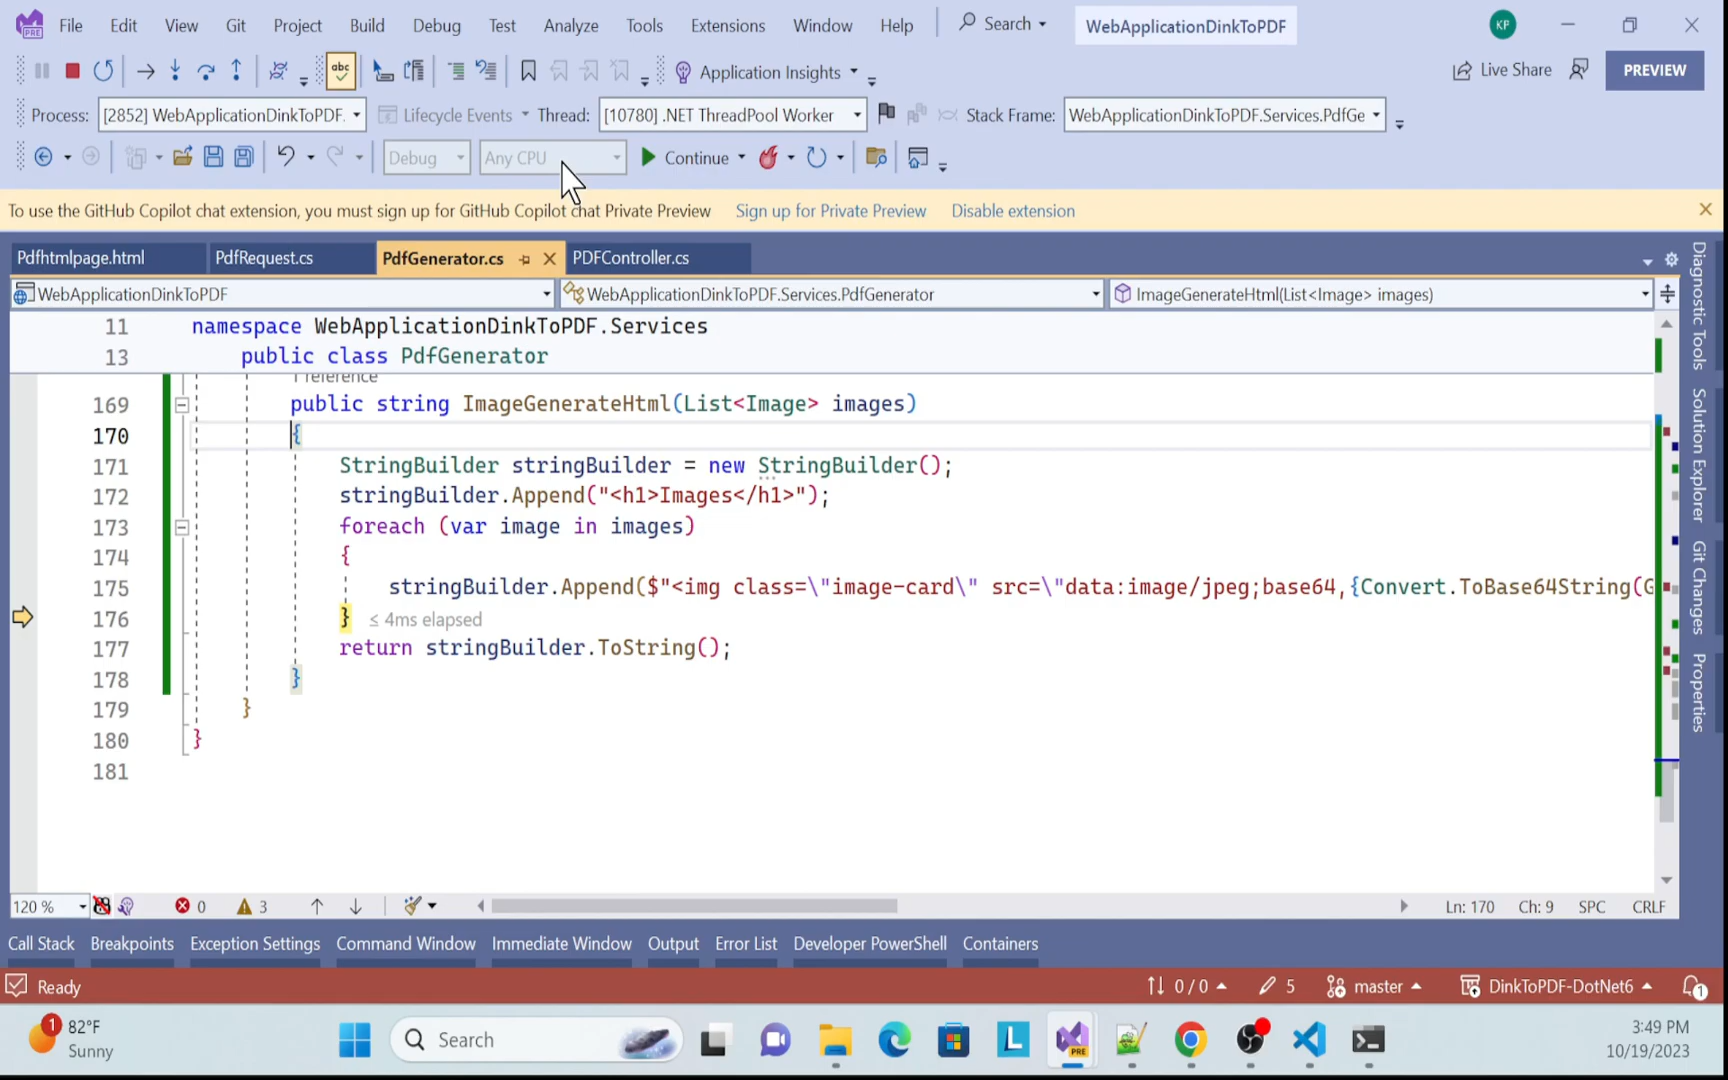 File Edit View Git Project Build Debug Test Analyze Tools Extensions Window Help Search WebApplicationDinkToPDF KP
abc Application Insights Live Share PREVIEW
Process: [2852] WebApplicationDinkToPDF. Lifecycle Events Thread: [10780] .NET ThreadPool Worker Stack Frame: WebApplicationDinkToPDF.Services.PdfGe
Debug Any CPU Continue
To use the GitHub Copilot chat extension, you must sign up for GitHub Copilot chat Private Preview Sign up for Private Preview Disable extension
Pdfhtmlpage.html PdfRequest.cs PdfGenerator.cs PDFController.cs
WebApplicationDinkToPDF WebApplicationDinkToPDF.Services.PdfGenerator ImageGenerateHtml(List<Image> images)
11 namespace WebApplicationDinkToPDF.Services
13 public class PdfGenerator
1 reference
169 public string ImageGenerateHtml(List<Image> images)
170 {
171 StringBuilder stringBuilder = new StringBuilder();
172 stringBuilder.Append("<h1>Images</h1>");
173 foreach (var image in images)
174 {
175 stringBuilder.Append($"<img class=\"image-card\" src=\"data:image/jpeg;base64,{Convert.ToBase64String(G
176 } ≤ 4ms elapsed
177 return stringBuilder.ToString();
178 }
179 }
180 }
181
Diagnostic Tools
Solution Explorer
Git Changes
Properties
120 % 0 3 Ln: 170 Ch: 9 SPC CRLF
Call Stack Breakpoints Exception Settings Command Window Immediate Window Output Error List Developer PowerShell Containers
Ready 0 / 0 5 master DinkToPDF-DotNet6 1
1 82°F
Sunny
Search
L
PRE
3:49 PM
10/19/2023